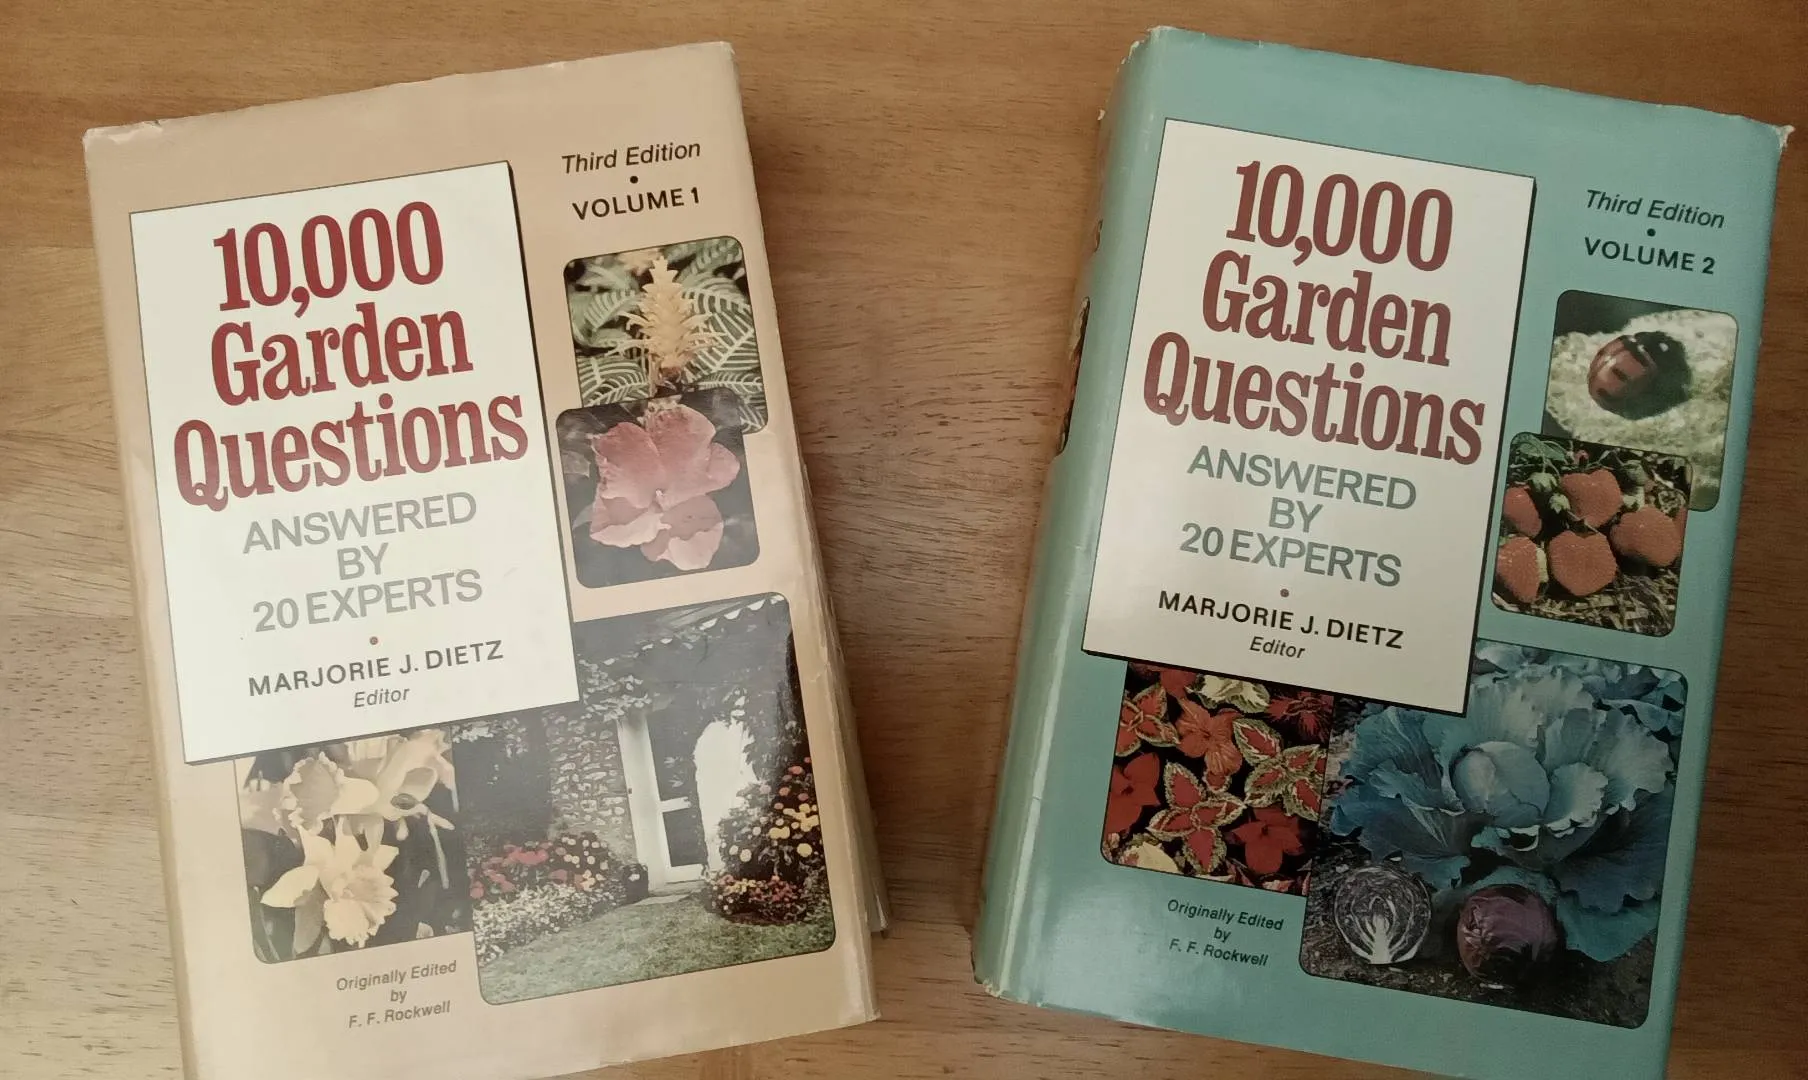 Third Edition
•
VOLUME 1
10,000
Garden
Questions
ANSWERED
BY
20 EXPERTS
•
MARJORIE J. DIETZ
Editor
Originally Edited
by
F. F. Rockwell
Third Edition
•
VOLUME 2
10,000
Garden
Questions
ANSWERED
BY
20 EXPERTS
•
MARJORIE J. DIETZ
Editor
Originally Edited
by
F. F. Rockwell